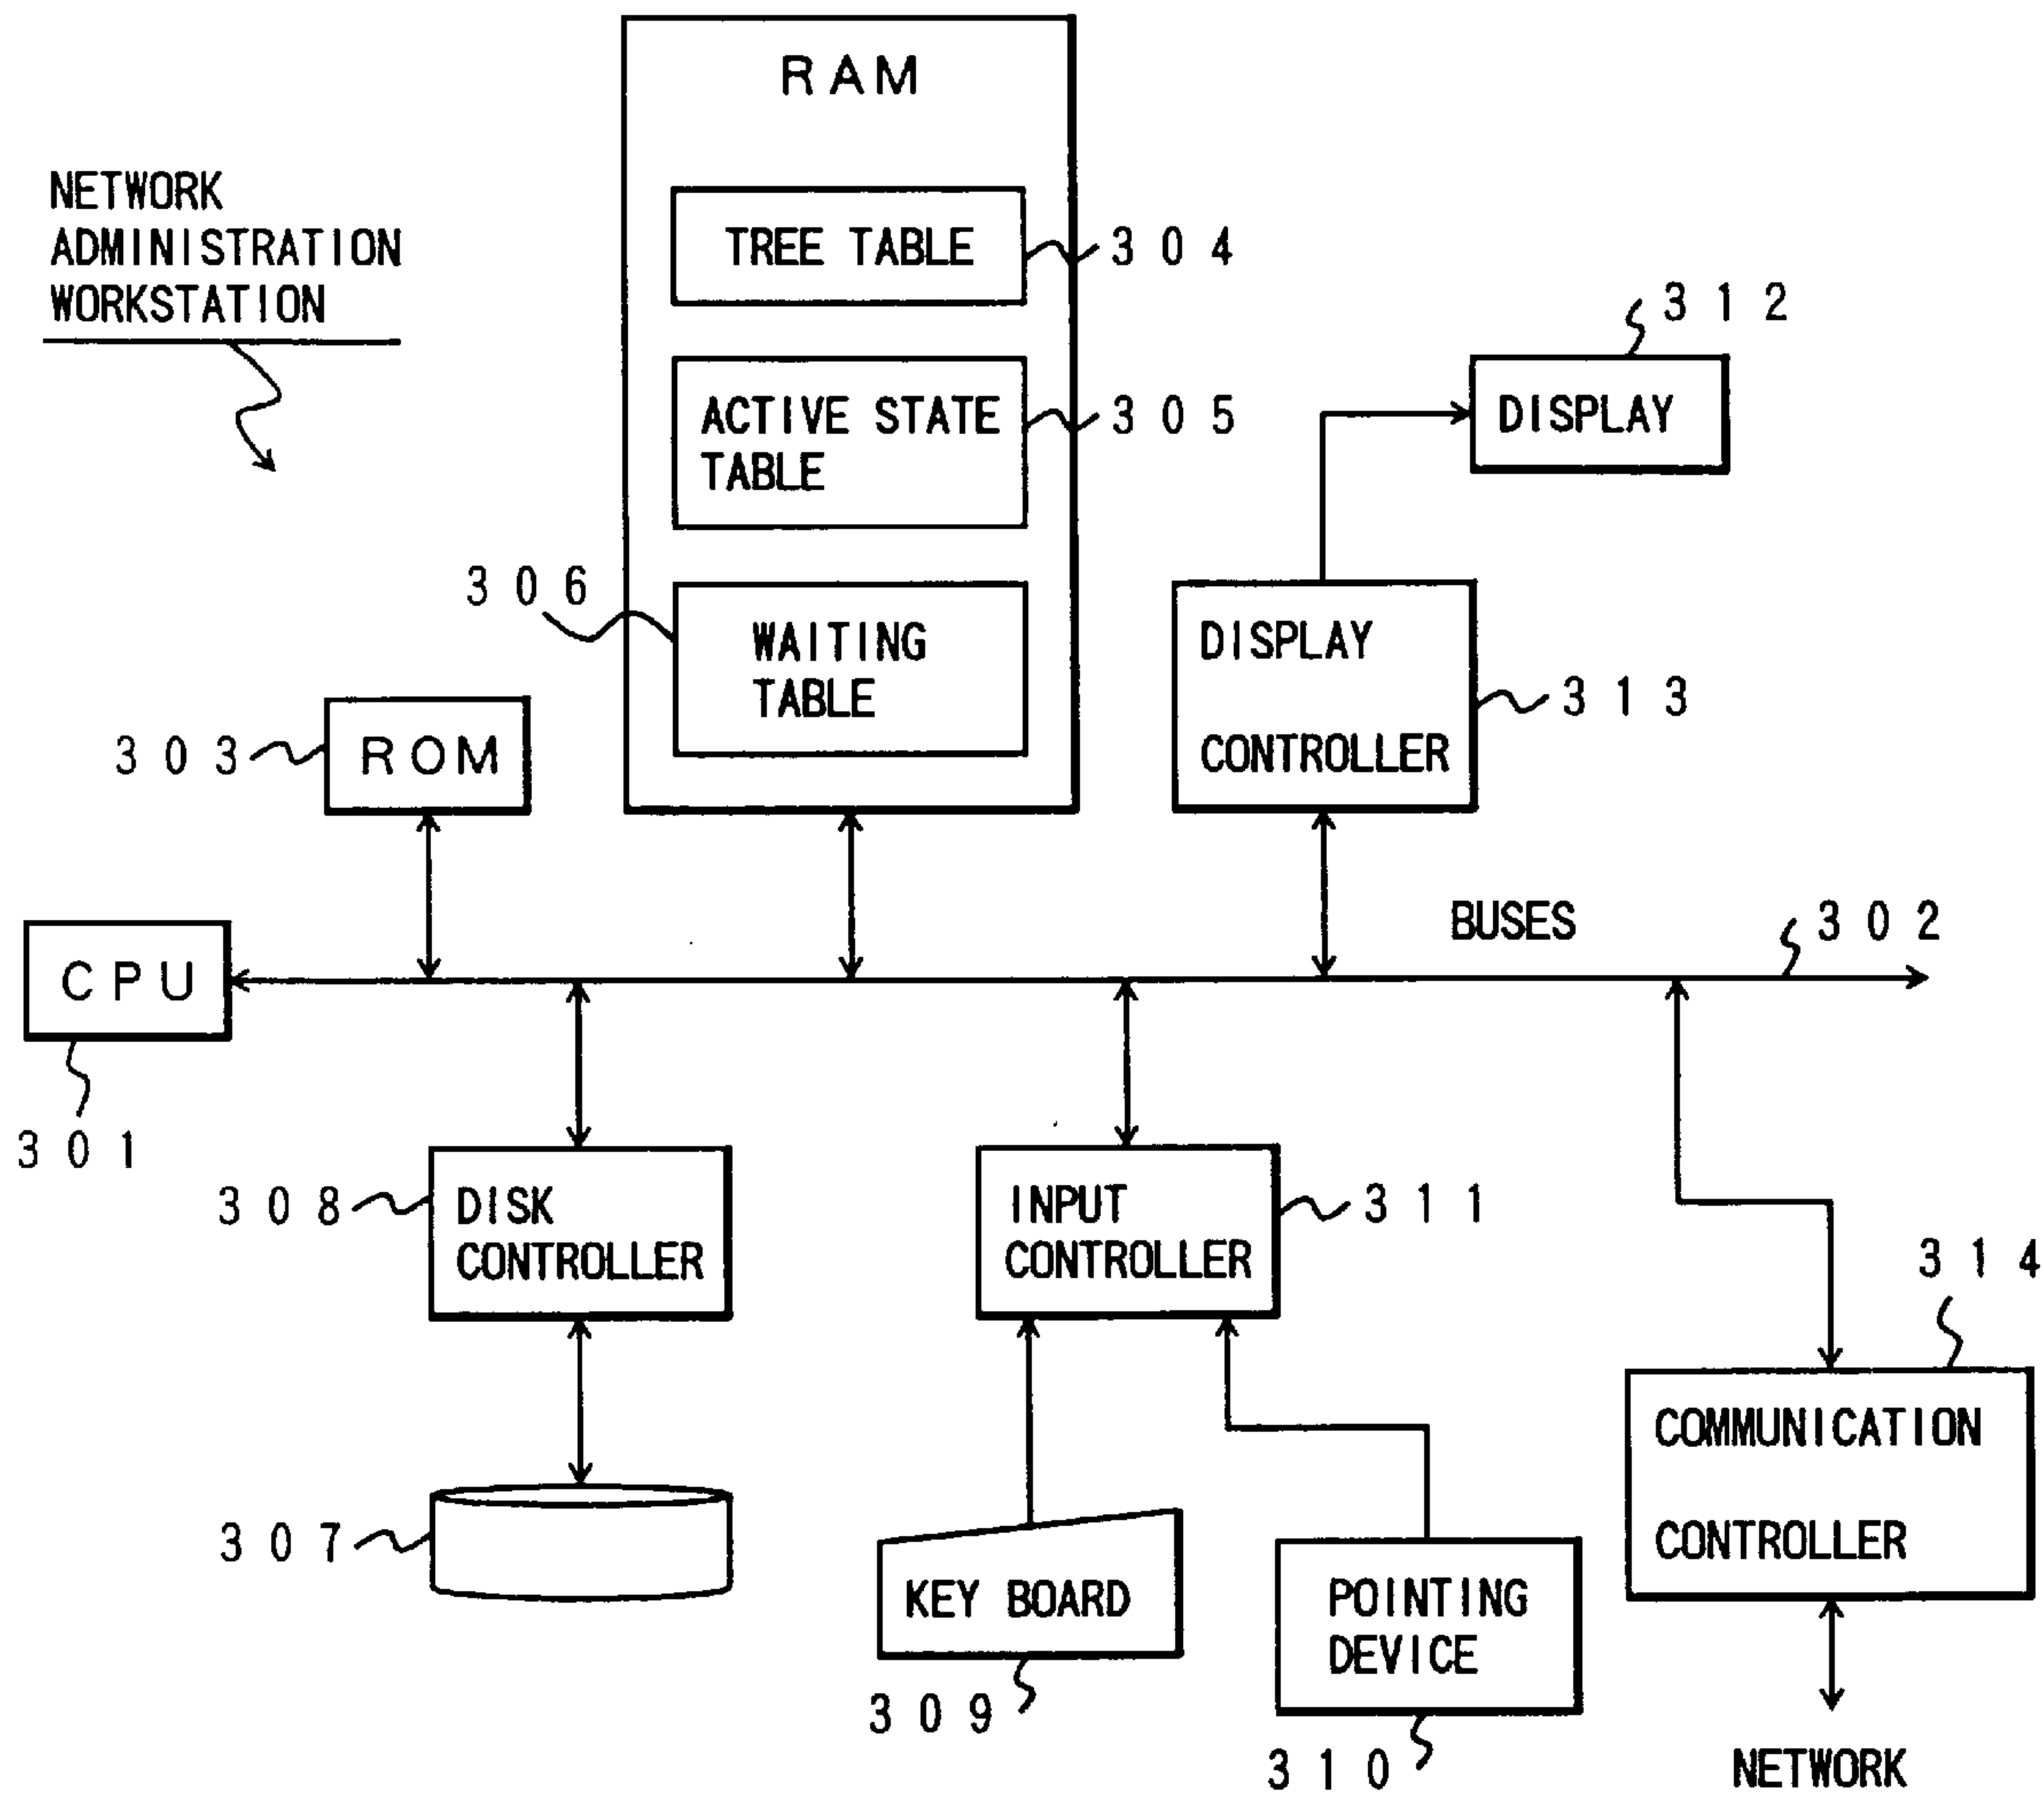 RAM
NETWORK
ADMINISTRATION
WORKSTATION
TREE TABLE
304
312
ACTIVE STATE
TABLE
305
DISPLAY
306
WAITING
TABLE
DISPLAY
CONTROLLER
313
303
ROM
BUSES
302
CPU
301
308
DISK
CONTROLLER
INPUT
CONTROLLER
311
314
COMMUNICATION
CONTROLLER
307
KEY BOARD
309
POINTING
DEVICE
310
NETWORK